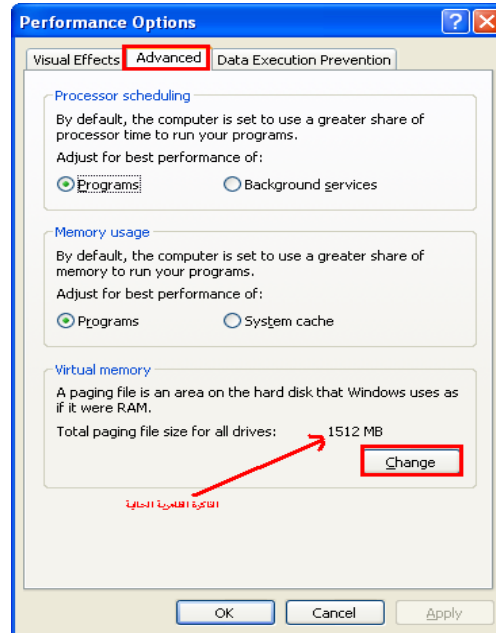 Performance Options
Visual Effects Advanced Data Execution Prevention
Processor scheduling
By default, the computer is set to use a greater share of
processor time to run your programs.
Adjust for best performance of:
Programs Background services
Memory usage
By default, the computer is set to use a greater share of
memory to run your programs.
Adjust for best performance of:
Programs System cache
Virtual memory
A paging file is an area on the hard disk that Windows uses as
if it were RAM.
Total paging file size for all drives: 1512 MB
Change
الذاكرة الظاهرية الحالية
OK Cancel Apply